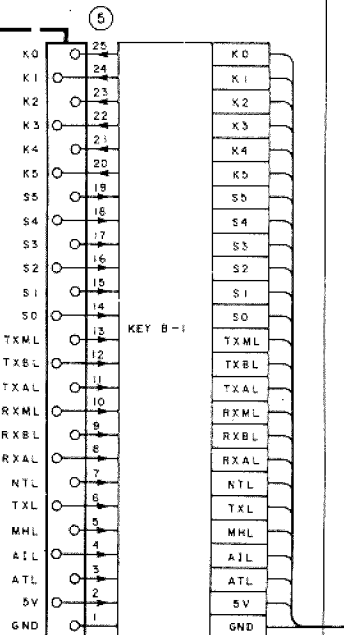 5
K0 25 K0
K1 24 K1
K2 23 K2
K3 22 K3
K4 21 K4
K5 20 K5
S5 19 S5
S4 18 S4
S3 17 S3
S2 16 S2
S1 15 S1
S0 14 S0
TXML 13 KEY B-1 TXML
TXBL 12 TXBL
TXAL 11 TXAL
RXML 10 RXML
RXBL 9 RXBL
RXAL 8 RXAL
NTL 7 NTL
TXL 6 TXL
MHL 5 MHL
AIL 4 AIL
ATL 3 ATL
5V 2 5V
GND 1 GND